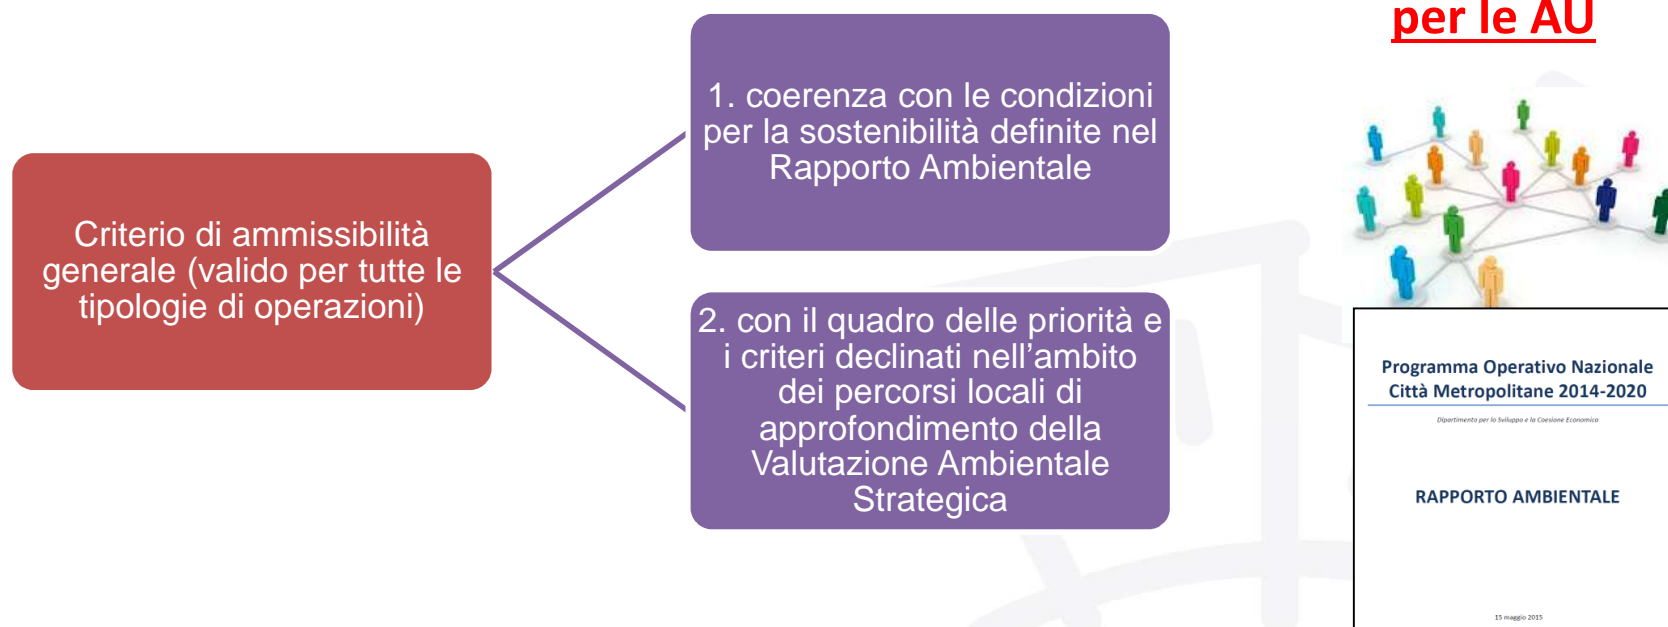 per le AU
Criterio di ammissibilità
generale (valido per tutte le
tipologie di operazioni)
1. coerenza con le condizioni
per la sostenibilità definite nel
Rapporto Ambientale
2. con il quadro delle priorità e
i criteri declinati nell’ambito
dei percorsi locali di
approfondimento della
Valutazione Ambientale
Strategica
Programma Operativo Nazionale
Città Metropolitane 2014-2020
Dipartimento per lo Sviluppo e la Coesione Economica
RAPPORTO AMBIENTALE
15 maggio 2015